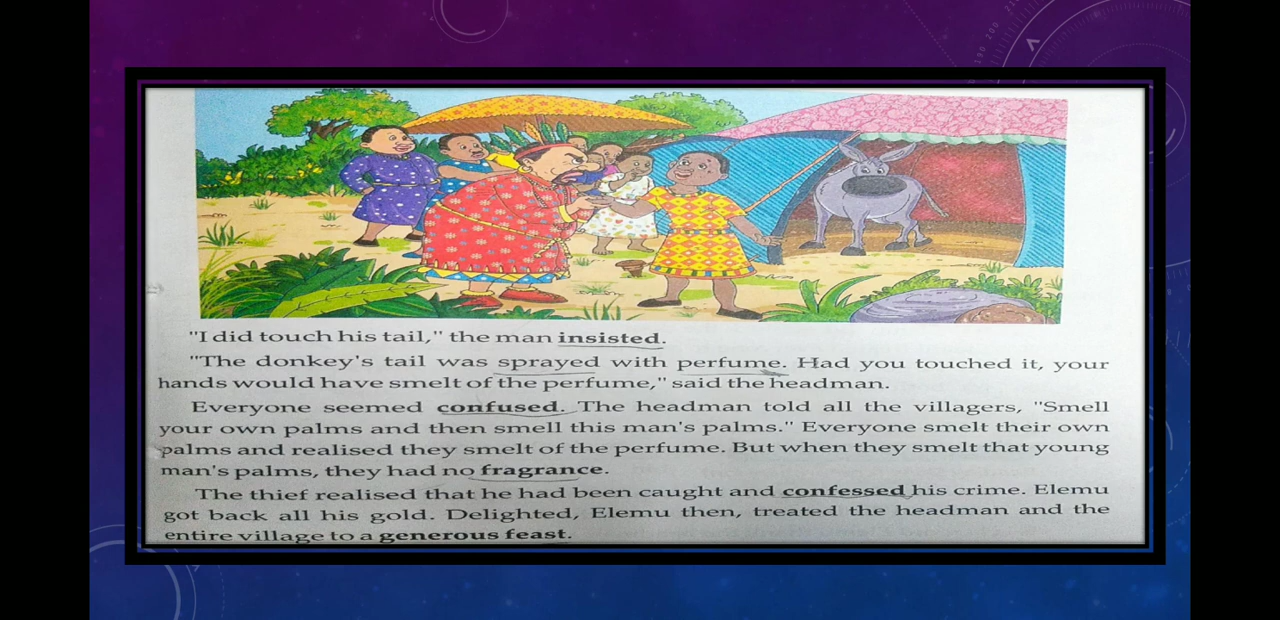 "I did touch his tail," the man insisted.
"The donkey's tail was sprayed with perfume. Had you touched it, your
hands would have smelt of the perfume," said the headman.
Everyone seemed confused. The headman told all the villagers, "Smell
your own palms and then smell this man's palms." Everyone smelt their own
palms and realised they smelt of the perfume. But when they smelt that young
man's palms, they had no fragrance.
The thief realised that he had been caught and confessed his crime. Elemu
got back all his gold. Delighted, Elemu then, treated the headman and the
entire village to a generous feast.